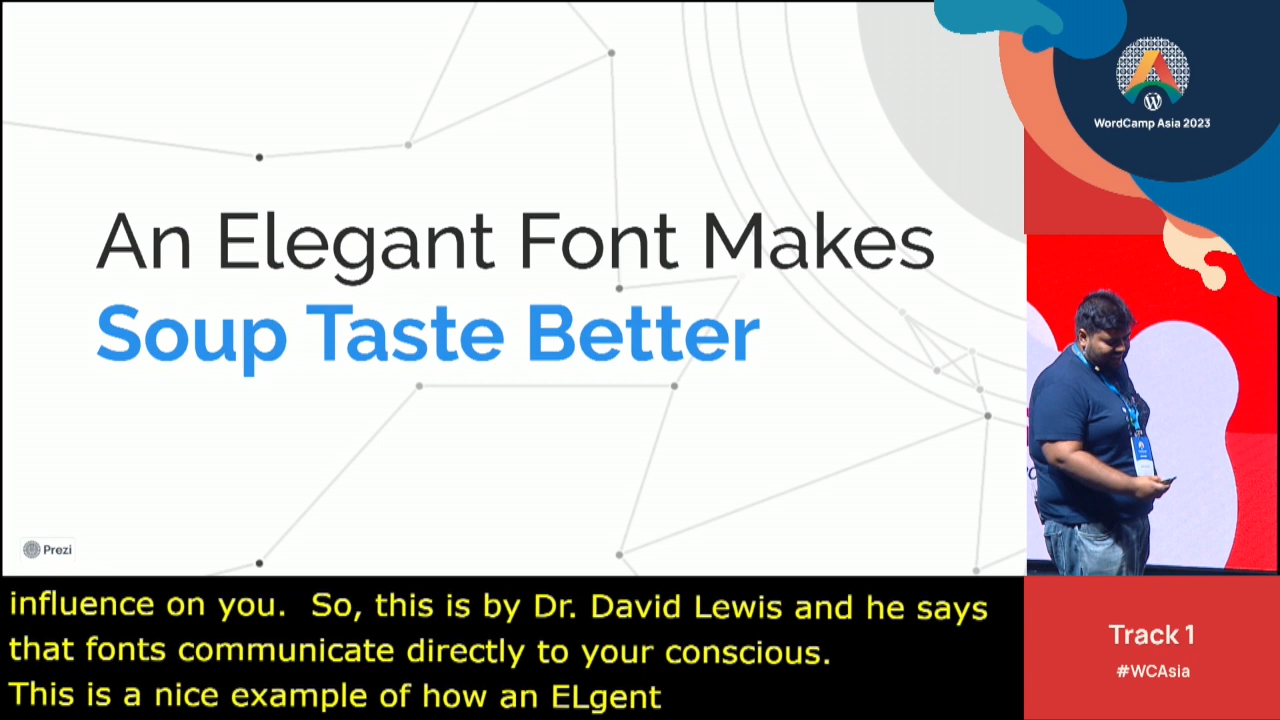 An Elegant Font Makes
Soup Taste Better
Prezi
WordCamp Asia 2023
influence on you.  So, this is by Dr. David Lewis and he says
that fonts communicate directly to your conscious.
This is a nice example of how an ELgent
Track 1
#WCAsia